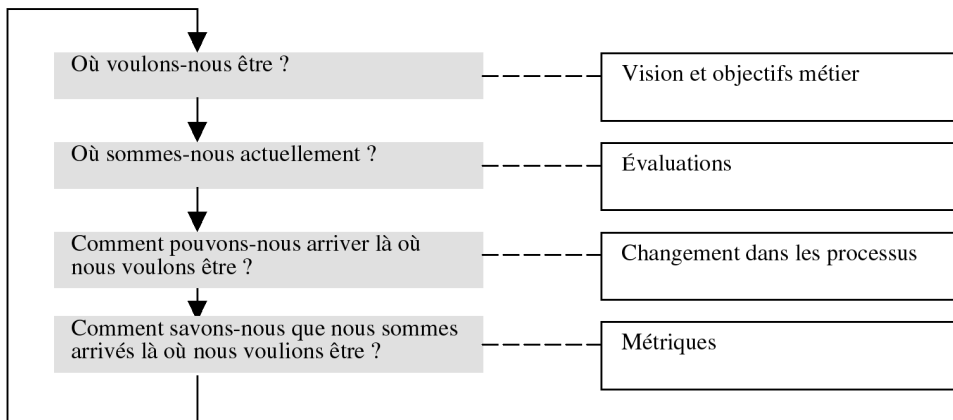 Où voulons-nous être ?
Vision et objectifs métier
Où sommes-nous actuellement ?
Évaluations
Comment pouvons-nous arriver là où
nous voulons être ?
Changement dans les processus
Comment savons-nous que nous sommes
arrivés là où nous voulions être ?
Métriques